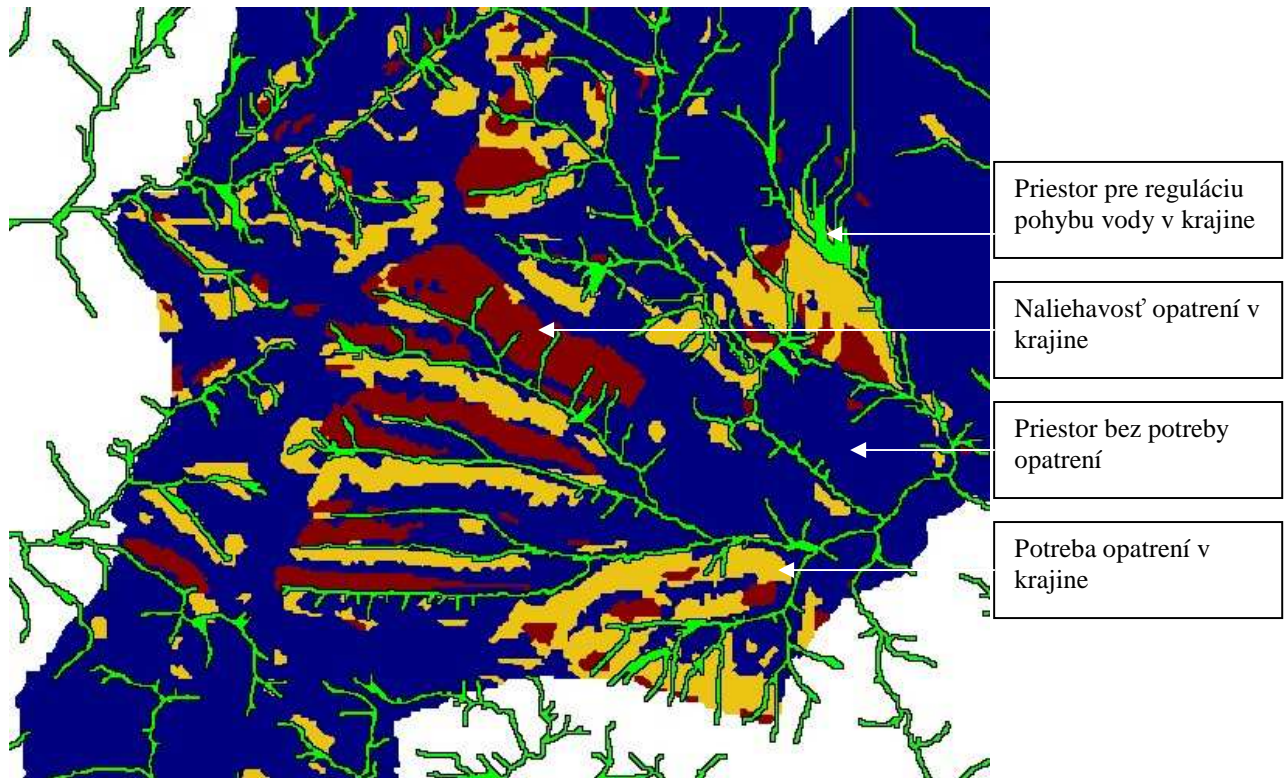 Priestor pre reguláciu
pohybu vody v krajine
Naliehavosť opatrení v
krajine
Priestor bez potreby
opatrení
Potreba opatrení v
krajine